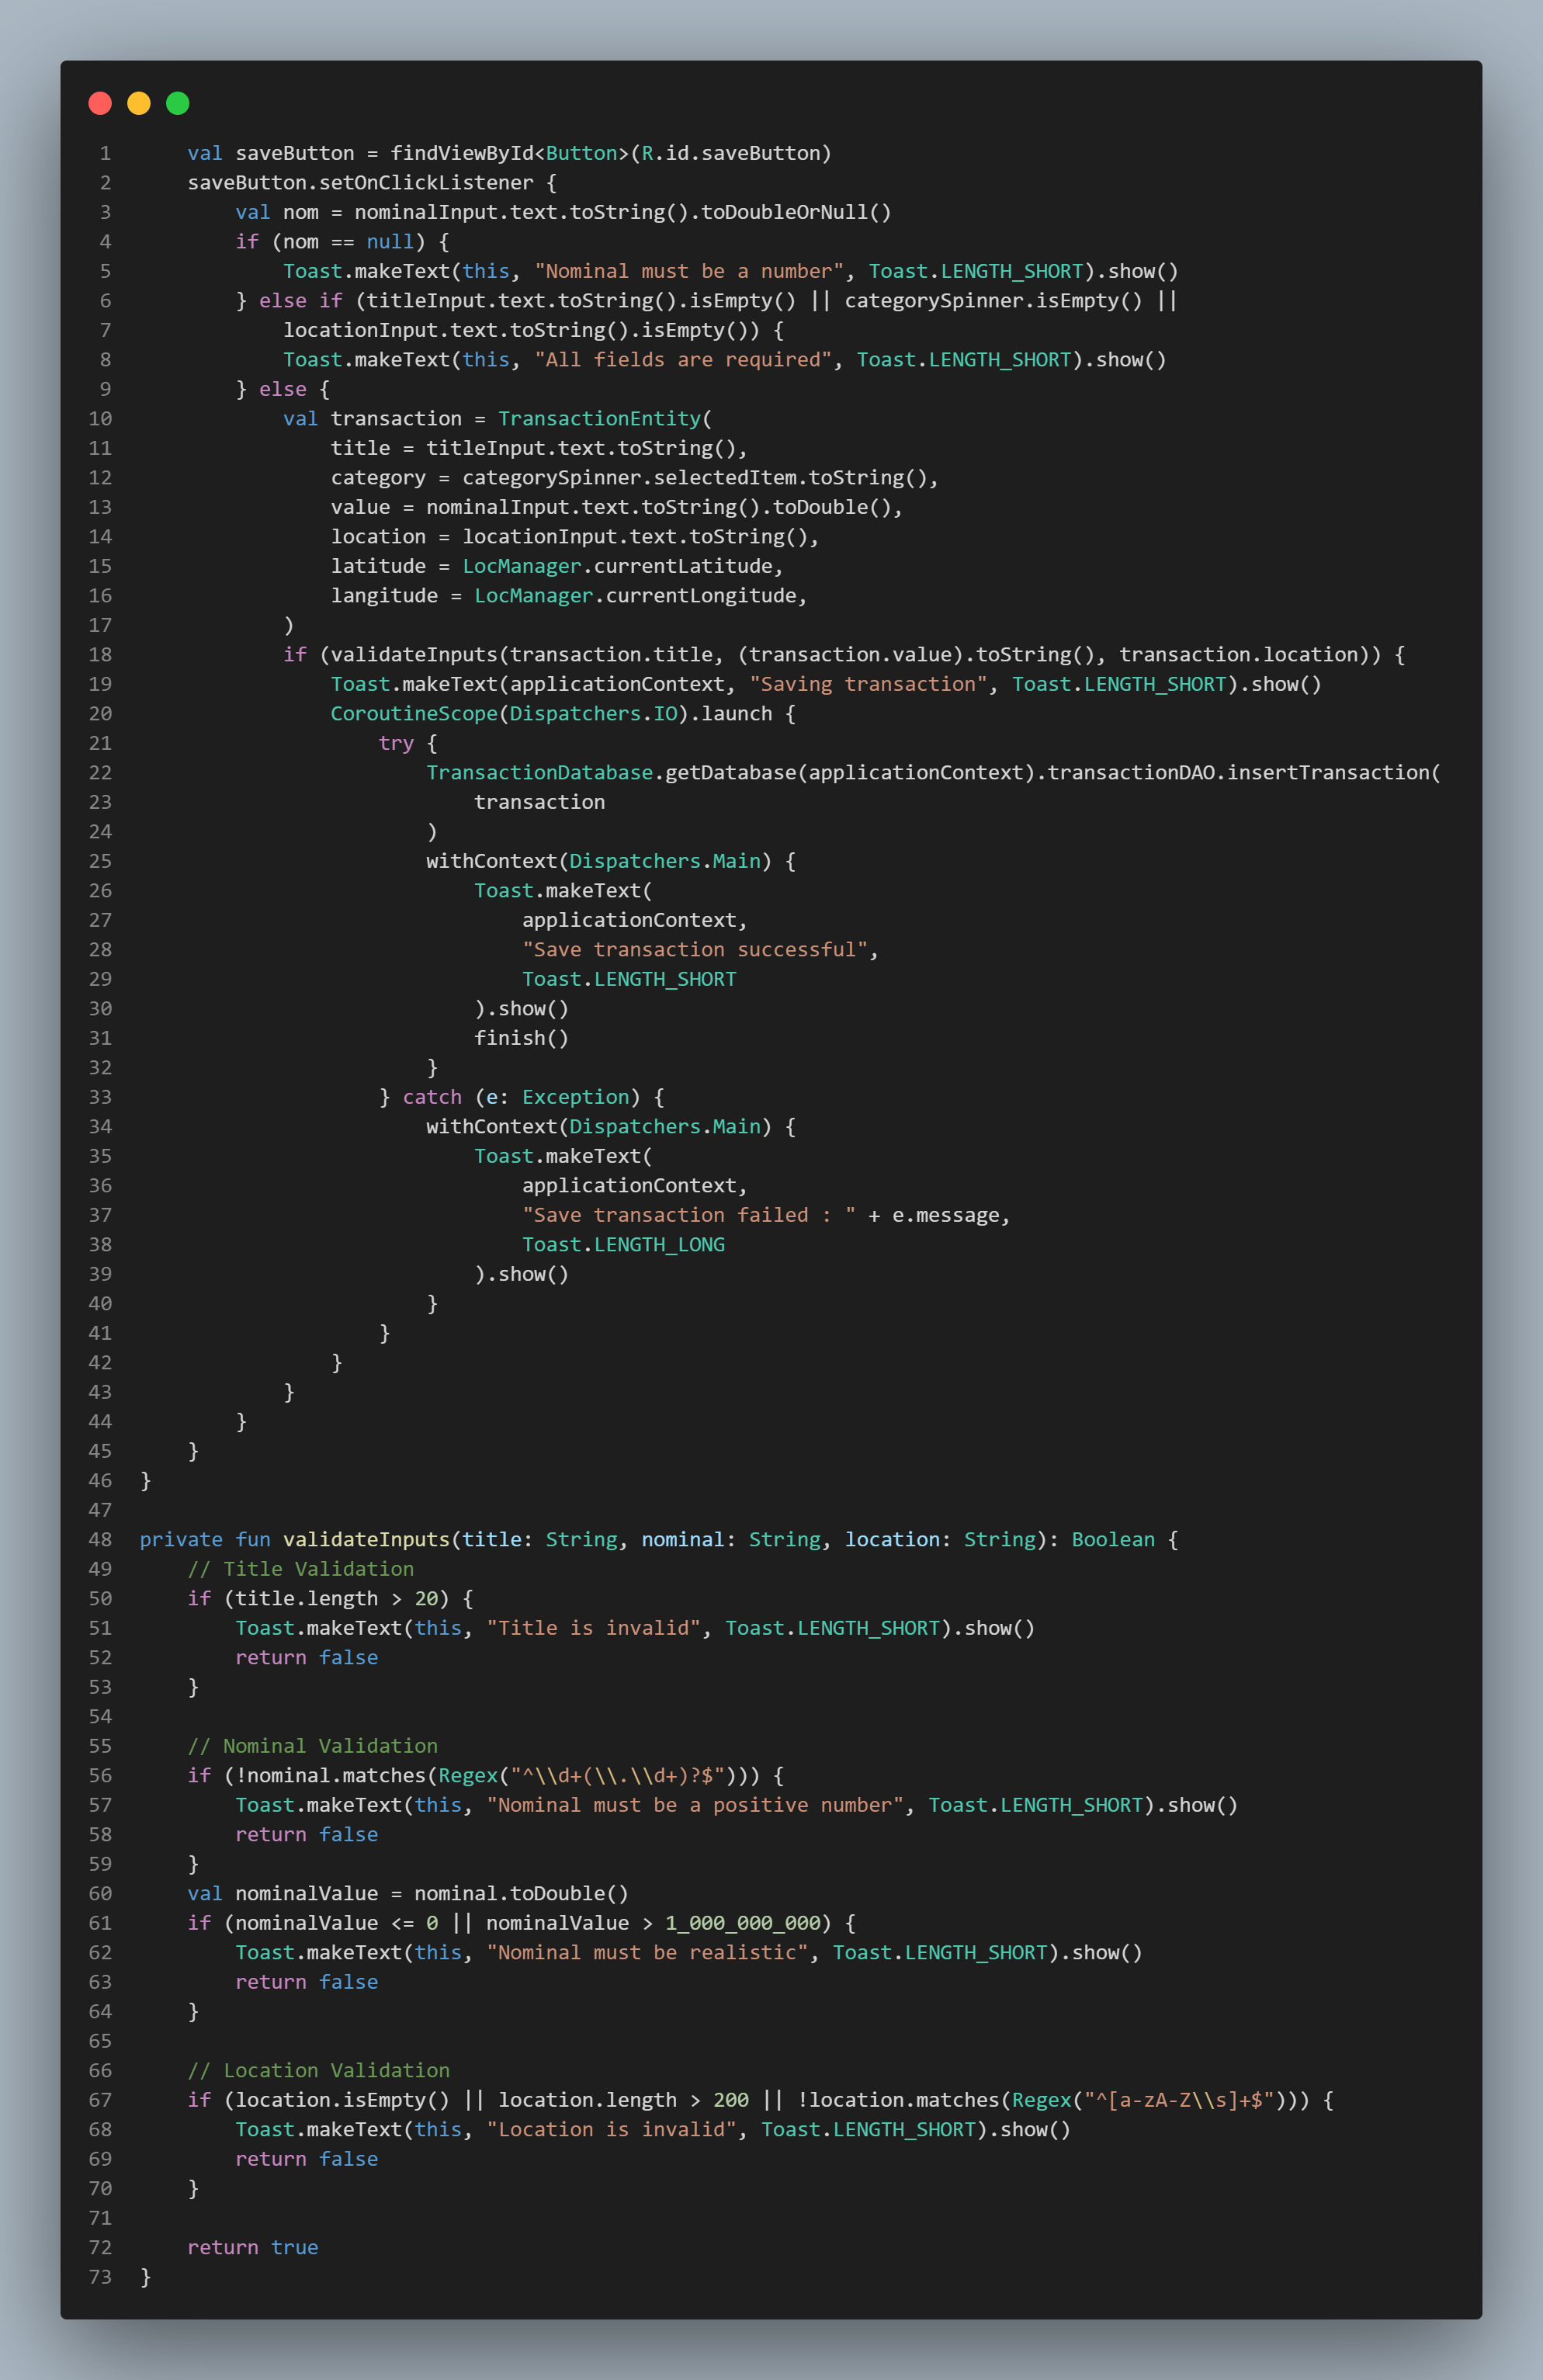 1    val saveButton = findViewById<Button>(R.id.saveButton)
2    saveButton.setOnClickListener {
3        val nom = nominalInput.text.toString().toDoubleOrNull()
4        if (nom == null) {
5            Toast.makeText(this, "Nominal must be a number", Toast.LENGTH_SHORT).show()
6        } else if (titleInput.text.toString().isEmpty() || categorySpinner.isEmpty() ||
7            locationInput.text.toString().isEmpty()) {
8            Toast.makeText(this, "All fields are required", Toast.LENGTH_SHORT).show()
9        } else {
10            val transaction = TransactionEntity(
11                title = titleInput.text.toString(),
12                category = categorySpinner.selectedItem.toString(),
13                value = nominalInput.text.toString().toDouble(),
14                location = locationInput.text.toString(),
15                latitude = LocManager.currentLatitude,
16                langitude = LocManager.currentLongitude,
17            )
18            if (validateInputs(transaction.title, (transaction.value).toString(), transaction.location)) {
19                Toast.makeText(applicationContext, "Saving transaction", Toast.LENGTH_SHORT).show()
20                CoroutineScope(Dispatchers.IO).launch {
21                    try {
22                        TransactionDatabase.getDatabase(applicationContext).transactionDAO.insertTransaction(
23                            transaction
24                        )
25                        withContext(Dispatchers.Main) {
26                            Toast.makeText(
27                                applicationContext,
28                                "Save transaction successful",
29                                Toast.LENGTH_SHORT
30                            ).show()
31                            finish()
32                        }
33                    } catch (e: Exception) {
34                        withContext(Dispatchers.Main) {
35                            Toast.makeText(
36                                applicationContext,
37                                "Save transaction failed : " + e.message,
38                                Toast.LENGTH_LONG
39                            ).show()
40                        }
41                    }
42                }
43            }
44        }
45    }
46 }
47
48 private fun validateInputs(title: String, nominal: String, location: String): Boolean {
49    // Title Validation
50    if (title.length > 20) {
51        Toast.makeText(this, "Title is invalid", Toast.LENGTH_SHORT).show()
52        return false
53    }
54
55    // Nominal Validation
56    if (!nominal.matches(Regex("^\\d+(\\.\\d+)?$"))) {
57        Toast.makeText(this, "Nominal must be a positive number", Toast.LENGTH_SHORT).show()
58        return false
59    }
60    val nominalValue = nominal.toDouble()
61    if (nominalValue <= 0 || nominalValue > 1_000_000_000) {
62        Toast.makeText(this, "Nominal must be realistic", Toast.LENGTH_SHORT).show()
63        return false
64    }
65
66    // Location Validation
67    if (location.isEmpty() || location.length > 200 || !location.matches(Regex("^[a-zA-Z\\s]+$"))) {
68        Toast.makeText(this, "Location is invalid", Toast.LENGTH_SHORT).show()
69        return false
70    }
71
72    return true
73 }